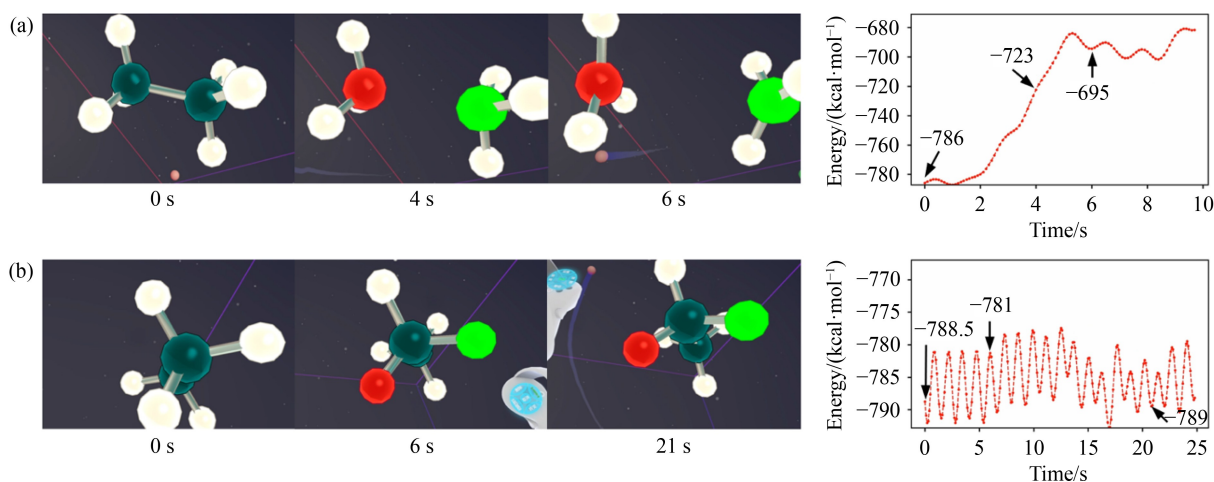 (a)
0 s
4 s
6 s
Energy/(kcal·mol⁻¹)
−680
−700
−720
−740
−760
−780
−786
−723
−695
0
2
4
6
8
10
Time/s
(b)
0 s
6 s
21 s
Energy/(kcal·mol⁻¹)
−770
−780
−785
−790
−788.5
−781
−789
0
5
10
15
20
25
Time/s